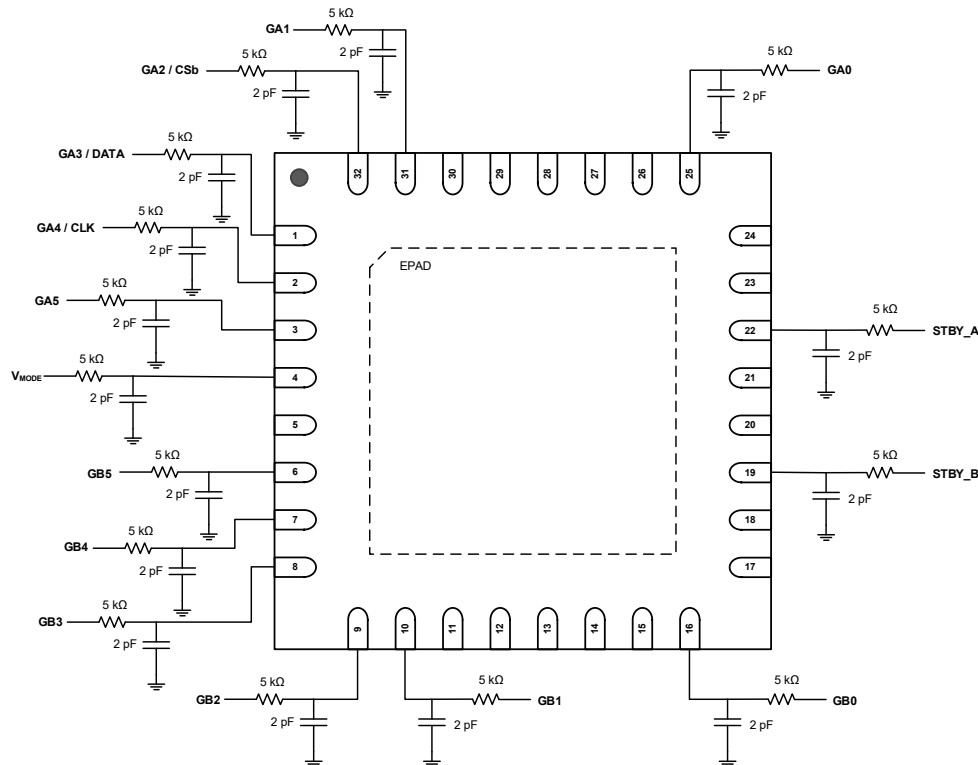 GA1
5 kΩ
2 pF
GA2 / CSb
5 kΩ
2 pF
5 kΩ
GA0
2 pF
GA3 / DATA
5 kΩ
2 pF
32
31
30
29
28
27
26
25
GA4 / CLK
5 kΩ
2 pF
1
24
EPAD
2
23
GA5
5 kΩ
2 pF
3
22
5 kΩ
STBY_A
2 pF
VMODE
5 kΩ
2 pF
4
21
5
20
GB5
5 kΩ
2 pF
6
19
5 kΩ
STBY_B
2 pF
GB4
5 kΩ
2 pF
7
18
GB3
5 kΩ
2 pF
8
17
9
10
11
12
13
14
15
16
GB2
5 kΩ
2 pF
5 kΩ
GB1
2 pF
5 kΩ
GB0
2 pF